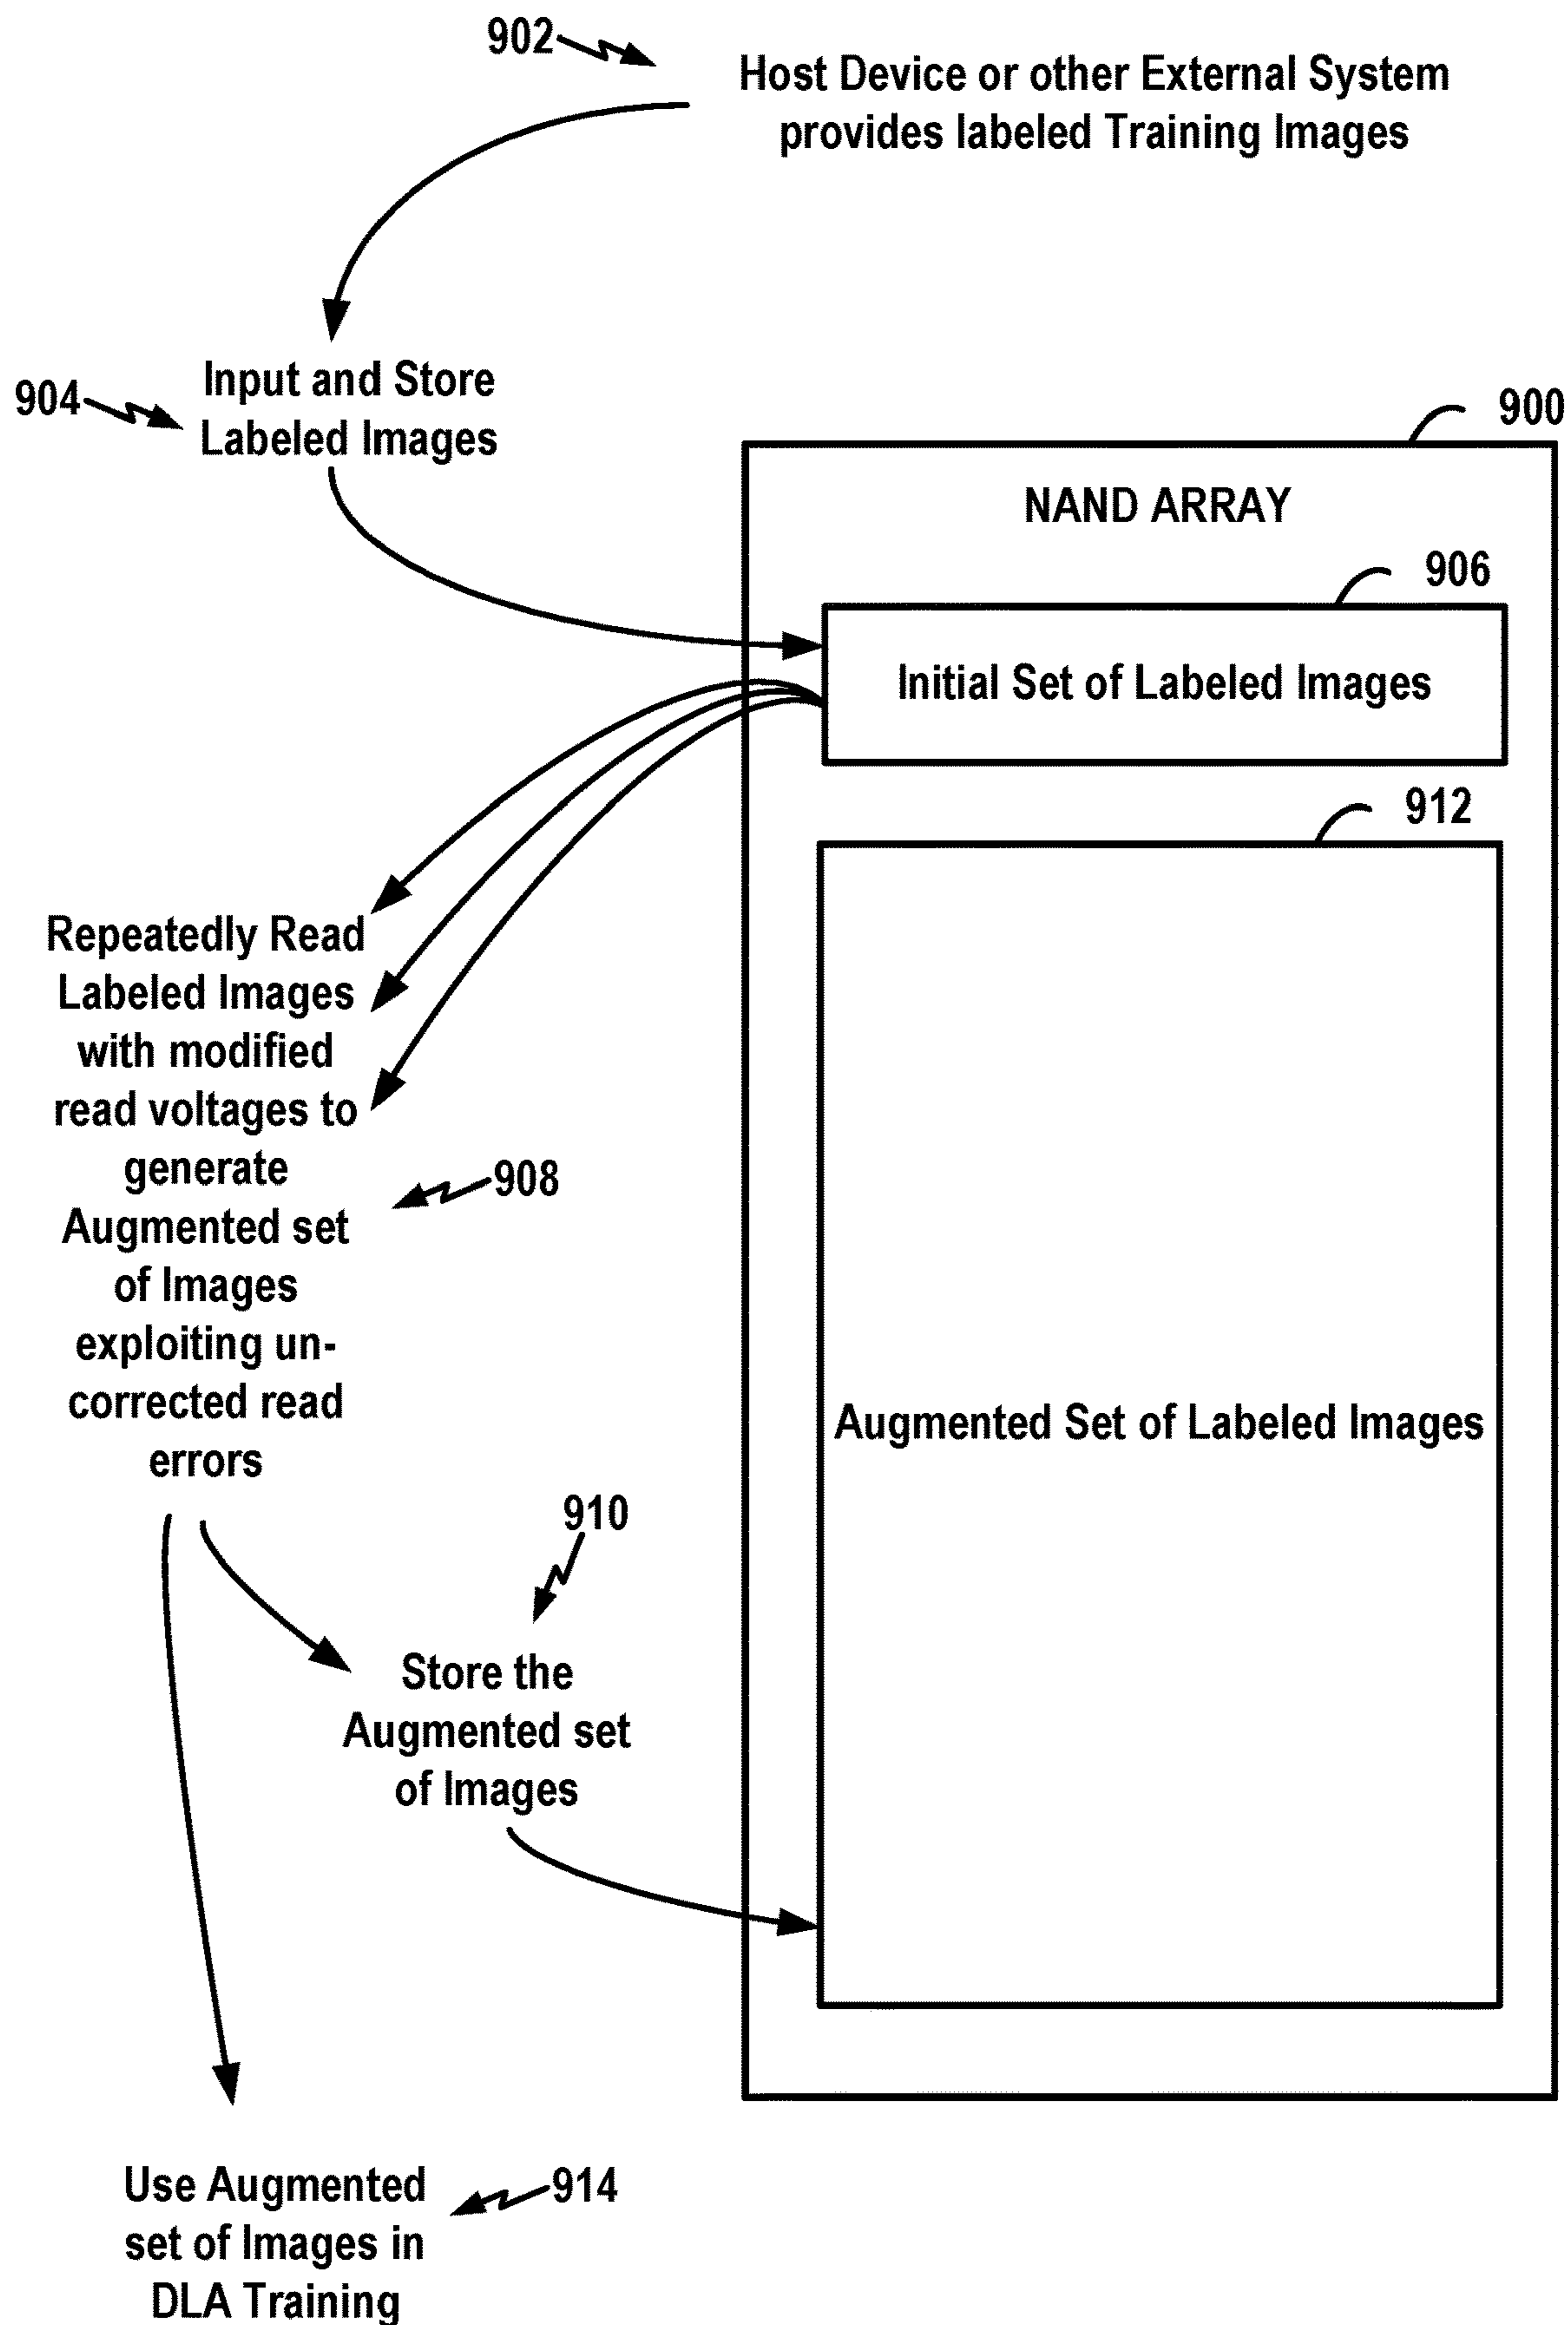 902
Host Device or other External System
provides labeled Training Images
904
Input and Store
Labeled Images
900
NAND ARRAY
906
Initial Set of Labeled Images
912
Repeatedly Read
Labeled Images
with modified
read voltages to
generate
Augmented set
of Images
exploiting un-
corrected read
errors
908
Augmented Set of Labeled Images
910
Store the
Augmented set
of Images
Use Augmented
set of Images in
DLA Training
914